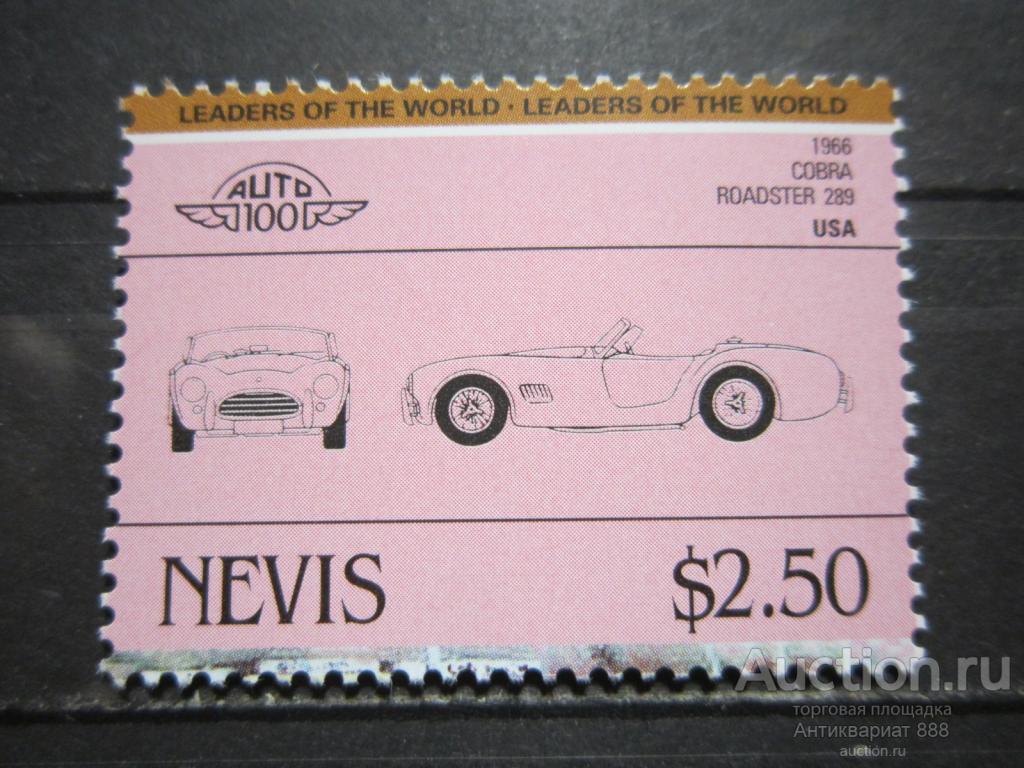 LEADERS OF THE WORLD · LEADERS OF THE WORLD
AUTO
100
1966
COBRA
ROADSTER 289
USA
NEVIS
$2.50
Auction.ru
торговая площадка
Антиквариат 888
auction.ru